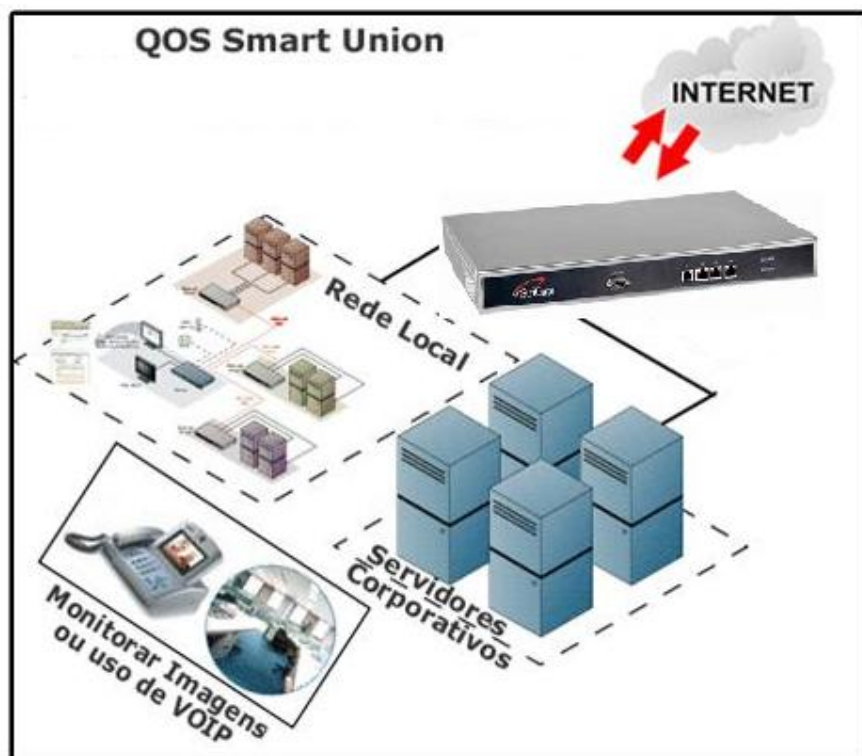 QOS Smart Union
INTERNET
Rede Local
Servidores
Corporativos
Monitorar Imagens
ou uso de VOIP